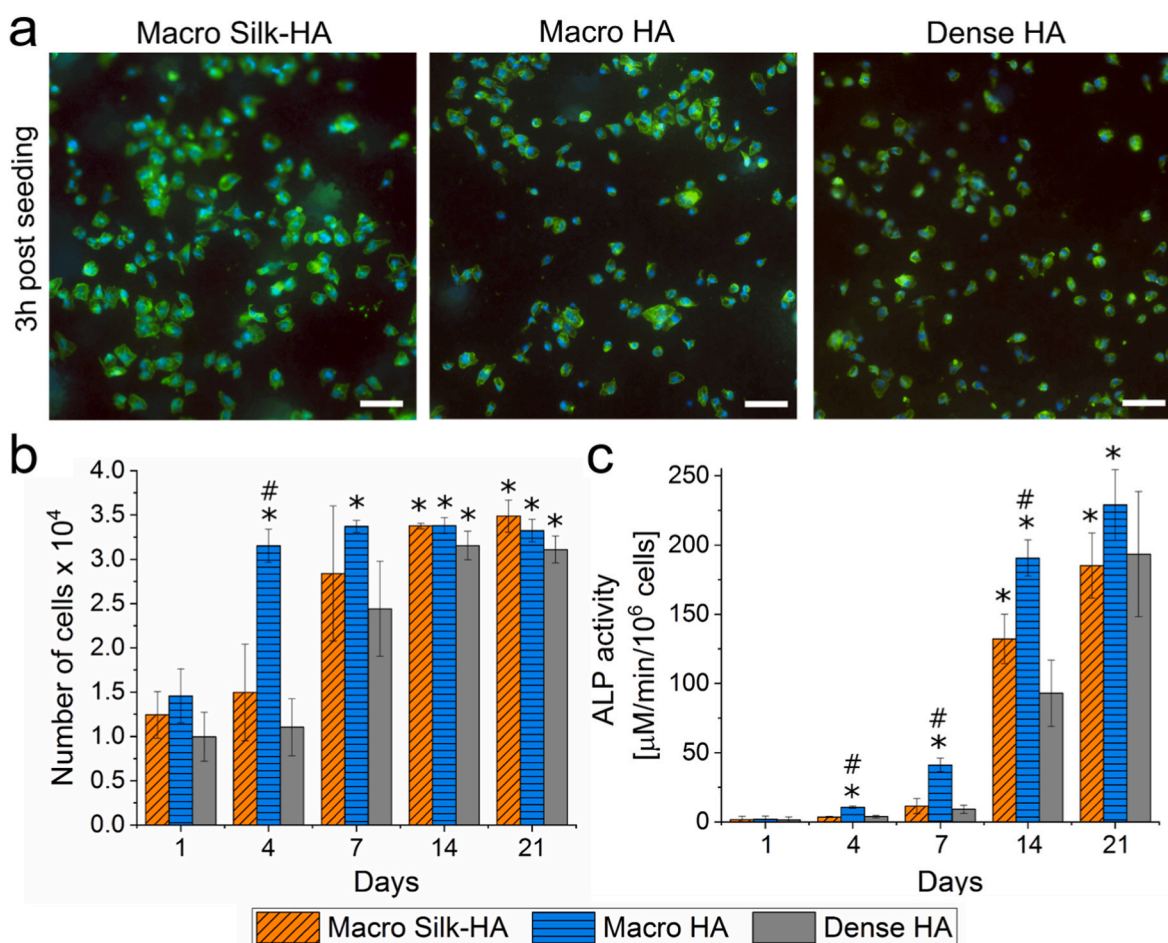 a
Macro Silk-HA Macro HA Dense HA
3h post seeding
b
Number of cells x 10⁴
4.0
3.5
3.0
2.5
2.0
1.5
1.0
0.5
0.0
#
*
*
* * *
* * *
1 4 7 14 21
Days
c
ALP activity
[µM/min/10⁶ cells]
250
200
150
100
50
0
#
*
#
*
#
* *
* *
1 4 7 14 21
Days
Macro Silk-HA Macro HA Dense HA